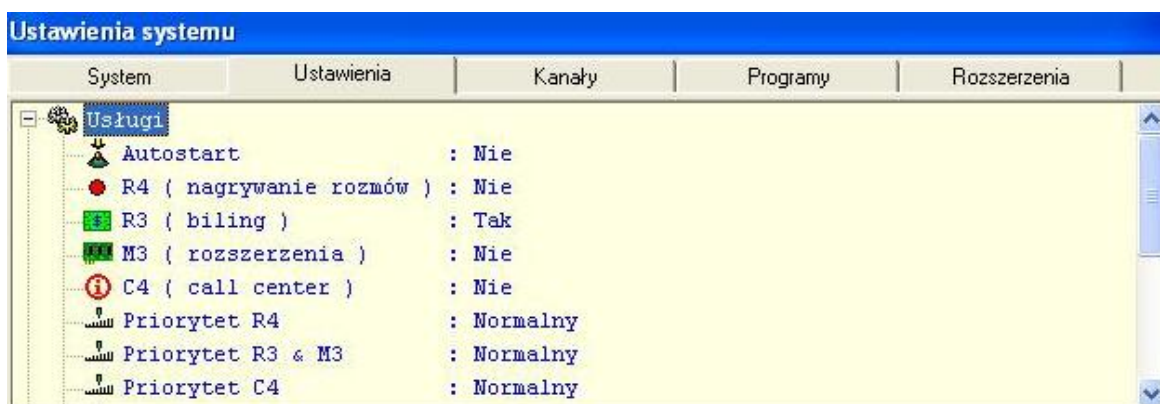 Ustawienia systemu
System Ustawienia Kanały Programy Rozszerzenia
Usługi
Autostart : Nie
R4 ( nagrywanie rozmów ) : Nie
R3 ( biling ) : Tak
M3 ( rozszerzenia ) : Nie
C4 ( call center ) : Nie
Priorytet R4 : Normalny
Priorytet R3 & M3 : Normalny
Priorytet C4 : Normalny